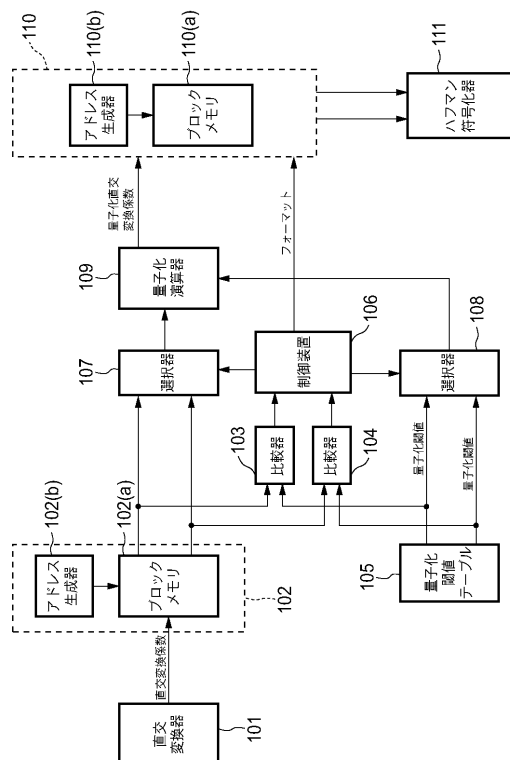 直交
変換器
101
直交変換係数
アドレス
生成器
102(b)
ブロック
メモリ
102(a)
102
量子化
閾値
テーブル
105
比較器
103
比較器
104
量子化閾値
量子化閾値
選択器
107
制御装置
106
選択器
108
量子化
演算器
109
量子化直交
変換係数
フォーマット
110
アドレス
生成器
110(b)
ブロック
メモリ
110(a)
ハフマン
符号化器
111